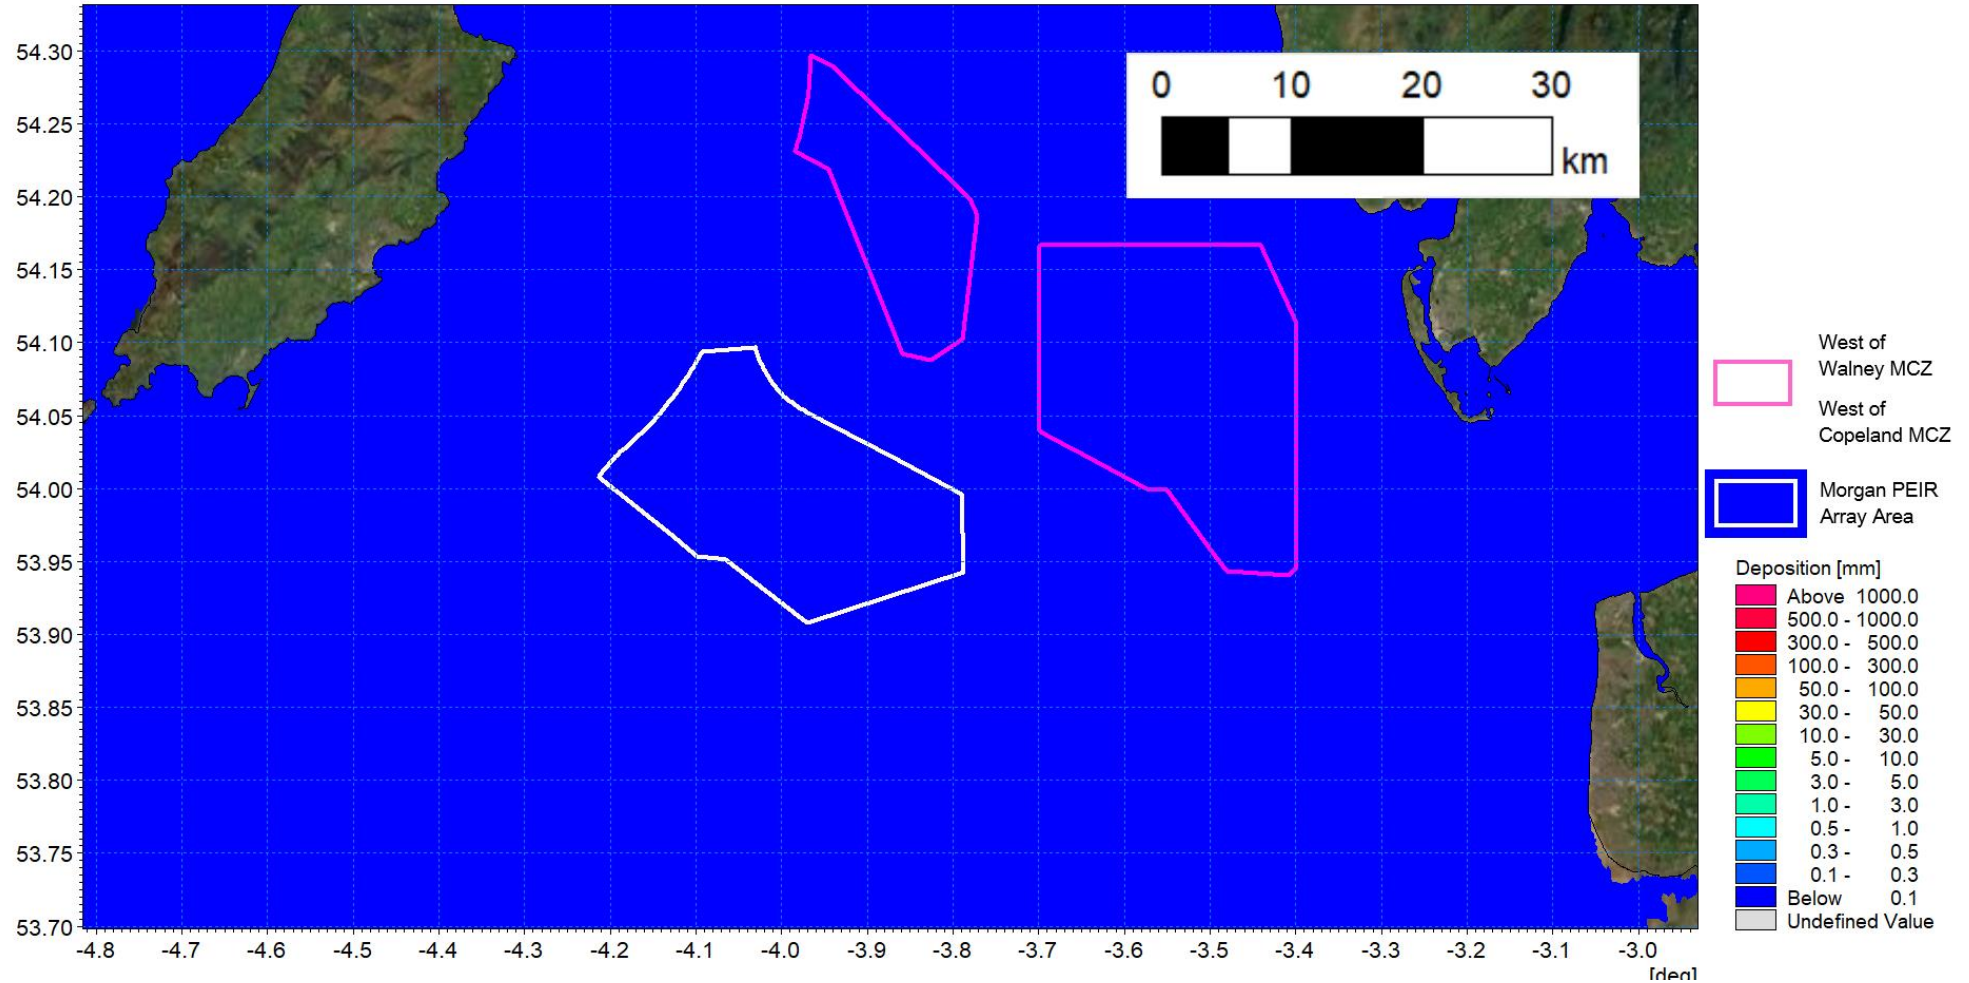 54.30
54.25
54.20
54.15
54.10
54.05
54.00
53.95
53.90
53.85
53.80
53.75
53.70
-4.8 -4.7 -4.6 -4.5 -4.4 -4.3 -4.2 -4.1 -4.0 -3.9 -3.8 -3.7 -3.6 -3.5 -3.4 -3.3 -3.2 -3.1 -3.0
[deg]
0 10 20 30
km
West of
Walney MCZ
West of
Copeland MCZ
Morgan PEIR
Array Area
Deposition [mm]
Above 1000.0
500.0 - 1000.0
300.0 - 500.0
100.0 - 300.0
50.0 - 100.0
30.0 - 50.0
10.0 - 30.0
5.0 - 10.0
3.0 - 5.0
1.0 - 3.0
0.5 - 1.0
0.3 - 0.5
0.1 - 0.3
Below 0.1
Undefined Value